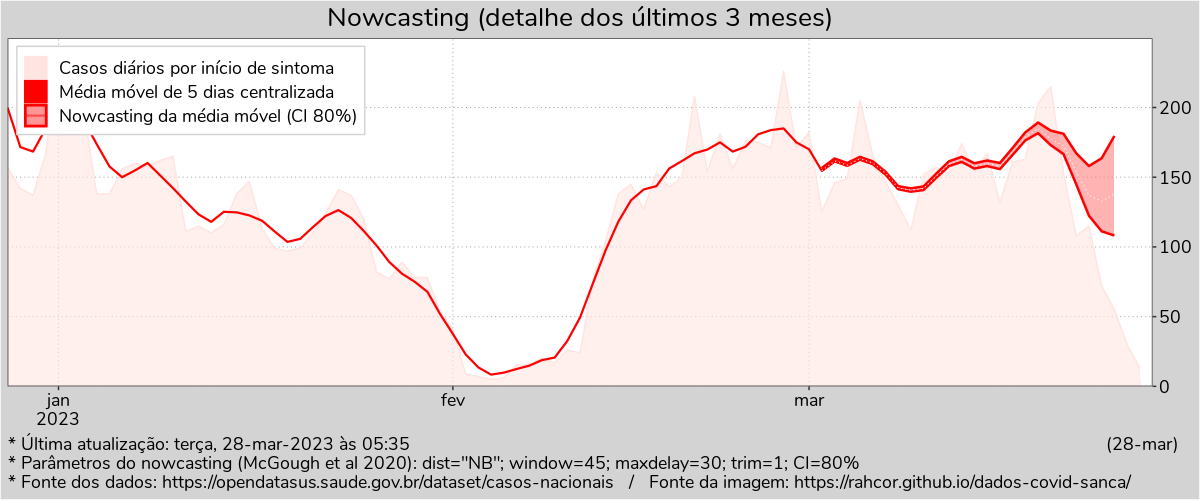 Nowcasting (detalhe dos últimos 3 meses)
Casos diários por início de sintoma
Média móvel de 5 dias centralizada
Nowcasting da média móvel (CI 80%)
200
150
100
50
0
jan
2023
fev
mar
* Última atualização: terça, 28-mar-2023 às 05:35
(28-mar)
* Parâmetros do nowcasting (McGough et al 2020): dist="NB"; window=45; maxdelay=30; trim=1; CI=80%
* Fonte dos dados: https://opendatasus.saude.gov.br/dataset/casos-nacionais / Fonte da imagem: https://rahcor.github.io/dados-covid-sanca/